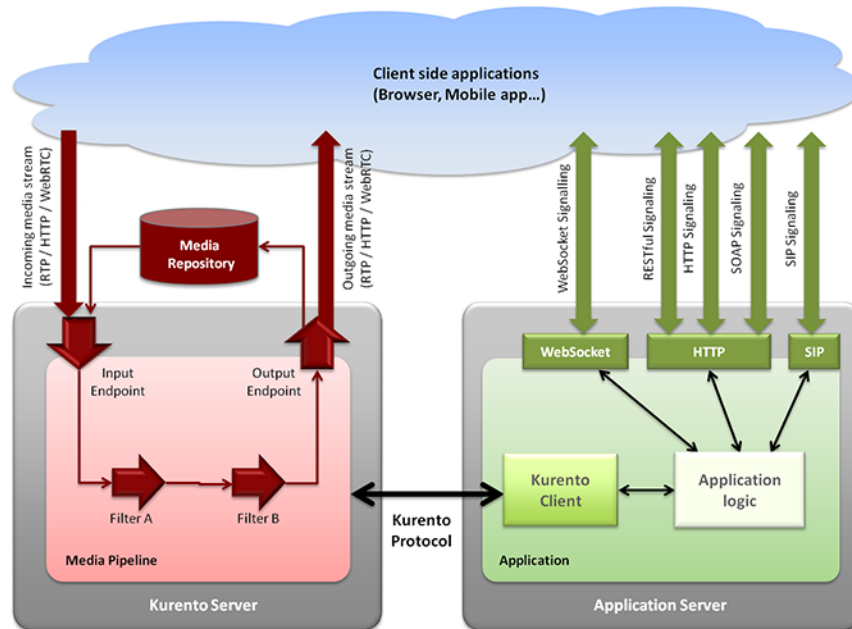 Client side applications
(Browser, Mobile app...)
Incoming media stream
(RTP / HTTP / WebRTC)
Media
Repository
Outgoing media stream
(RTP / HTTP / WebRTC)
WebSocket Signalling
RESTful Signaling
HTTP Signaling
SOAP Signaling
SIP Signaling
Input
Endpoint
Output
Endpoint
WebSocket
HTTP
SIP
Filter A
Filter B
Kurento
Client
Application
logic
Kurento
Protocol
Media Pipeline
Application
Kurento Server
Application Server